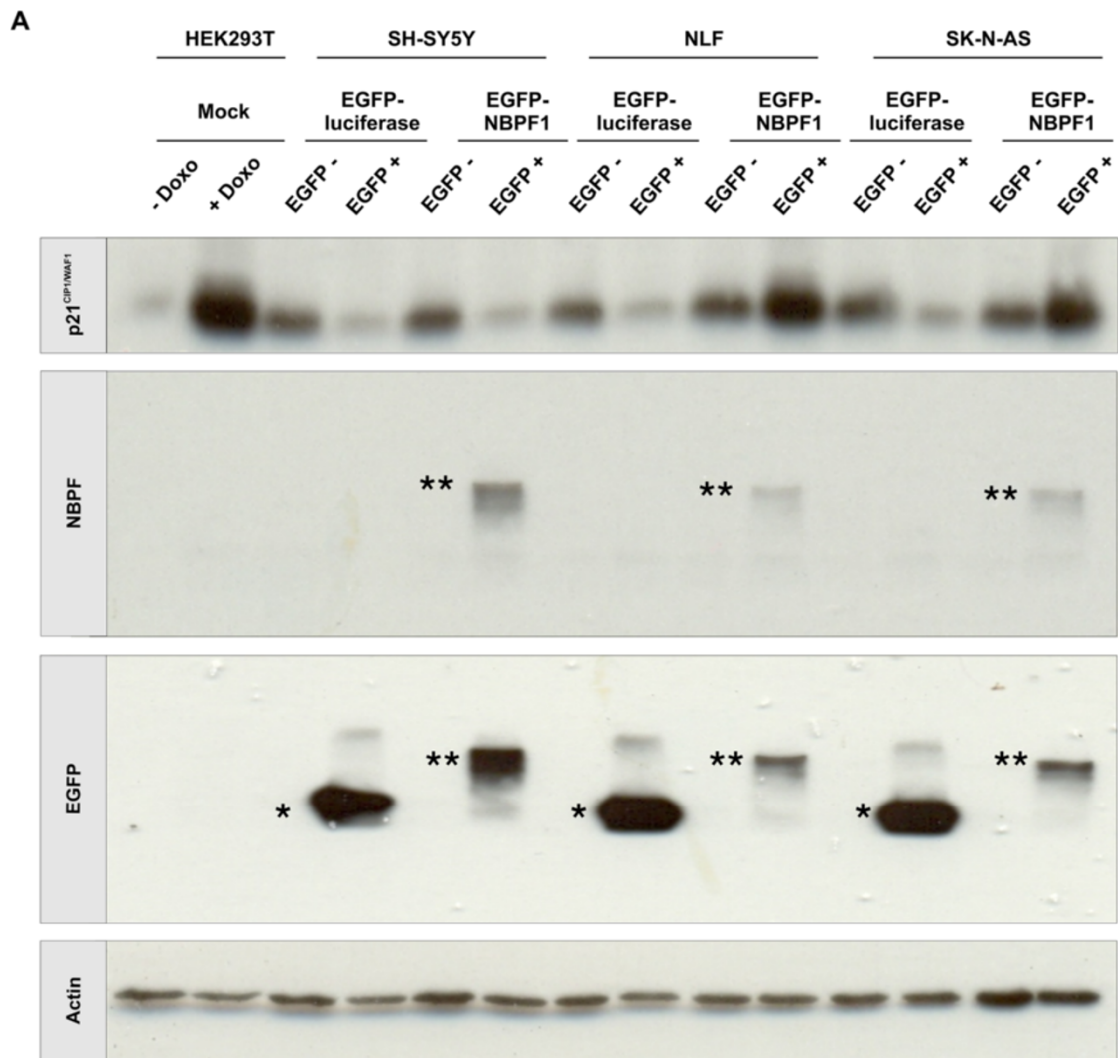 A
HEK293T SH-SY5Y NLF SK-N-AS
Mock EGFP-luciferase EGFP-NBPF1 EGFP-luciferase EGFP-NBPF1 EGFP-luciferase EGFP-NBPF1
- Doxo + Doxo EGFP - EGFP + EGFP - EGFP + EGFP - EGFP + EGFP - EGFP + EGFP - EGFP + EGFP - EGFP +
p21CIP1/WAF1
NBPF
** ** **
EGFP
** ** **
* * *
Actin